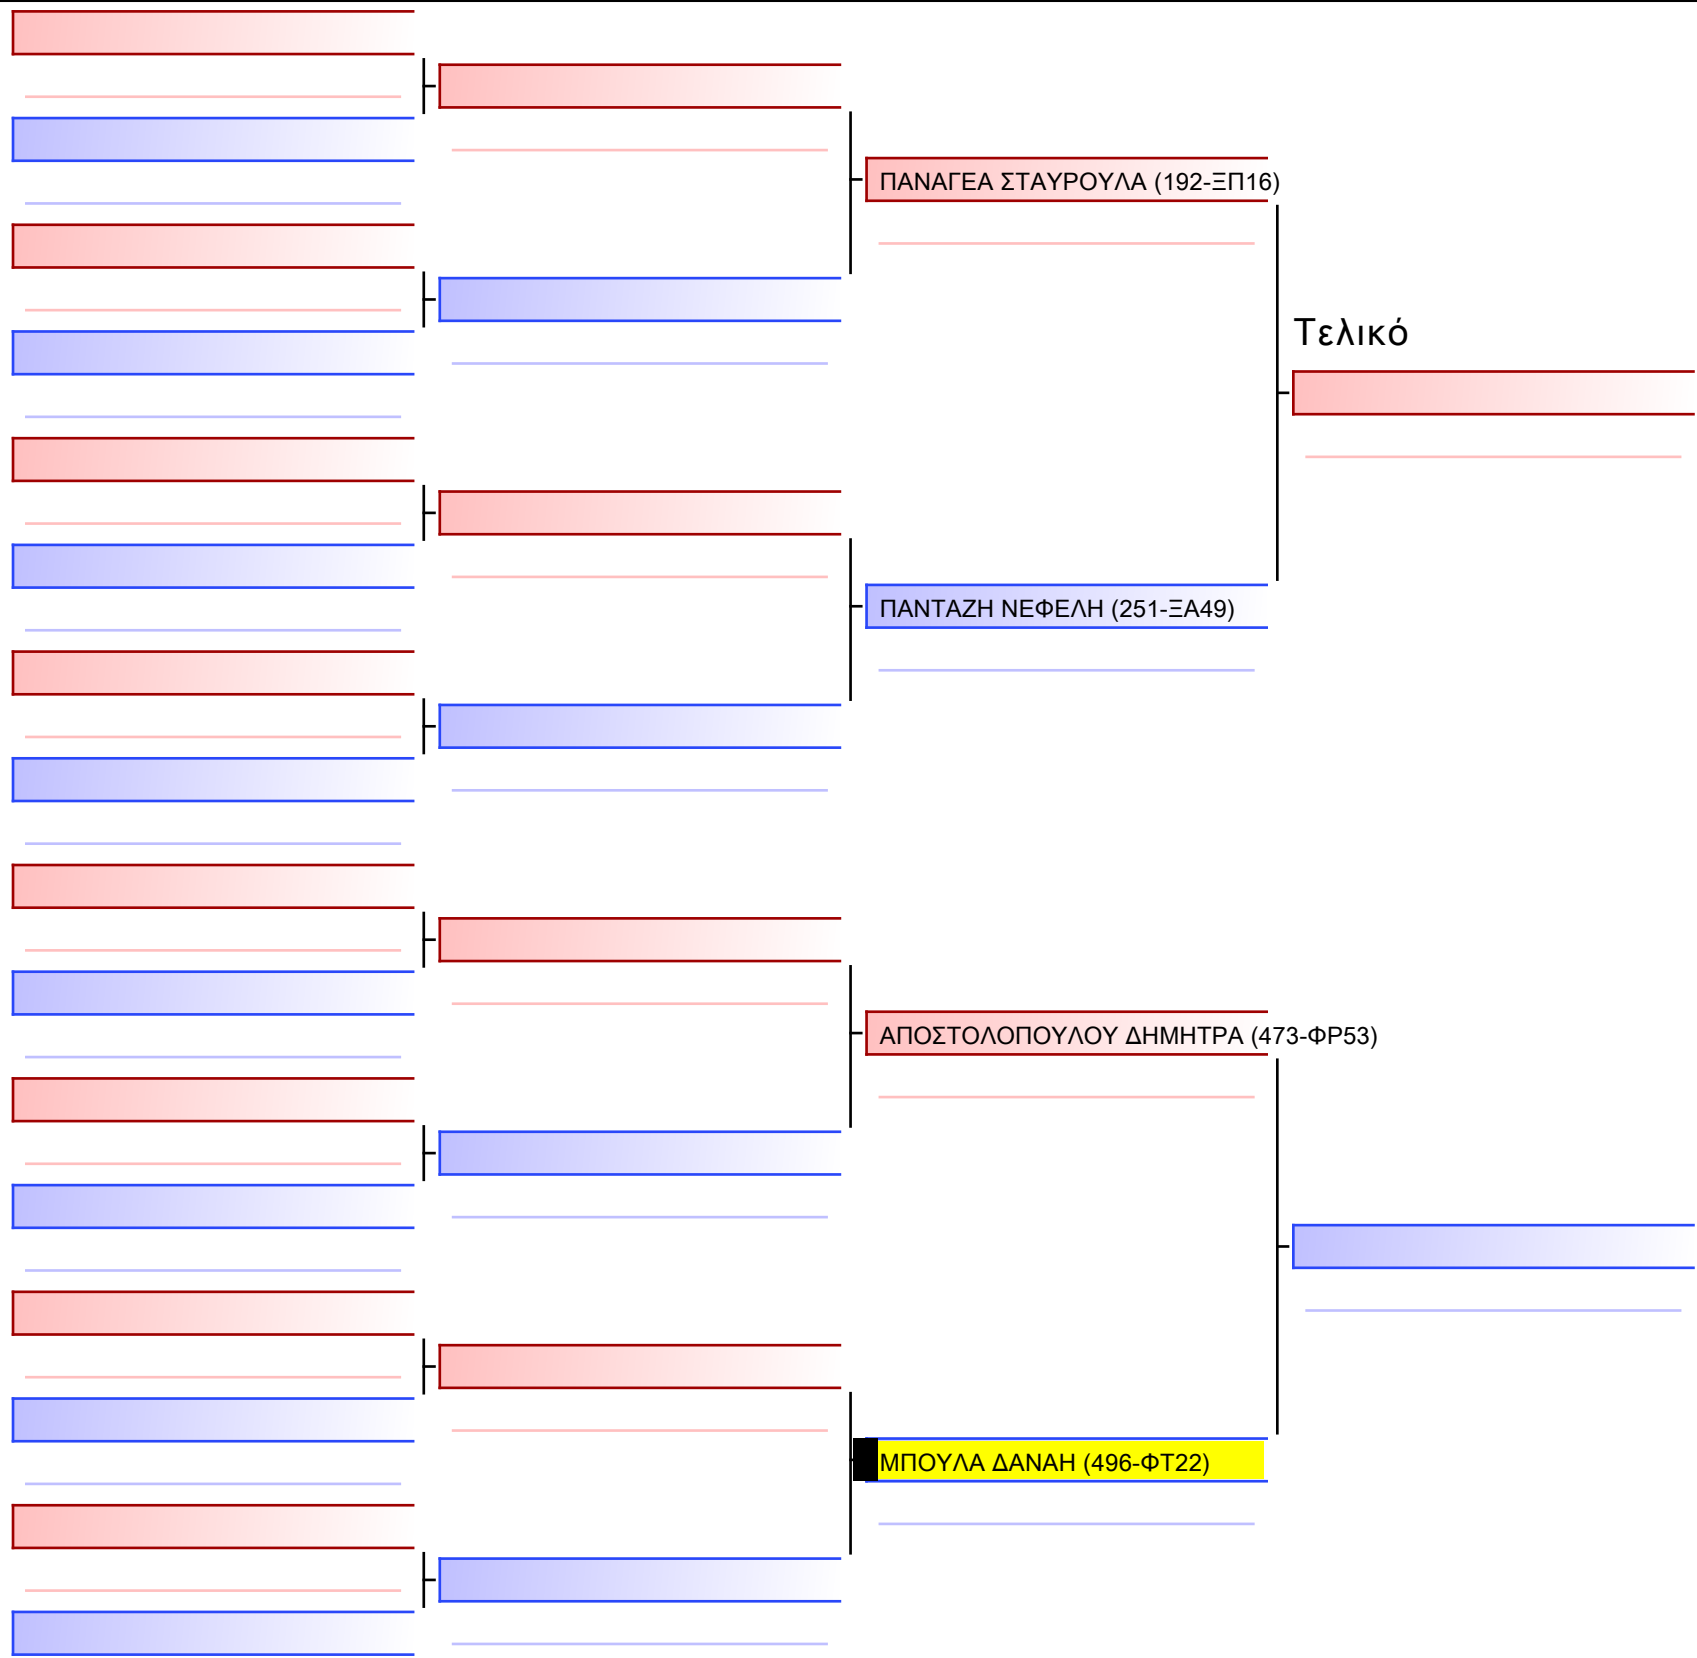 ΠΑΝΑΓΕΑ ΣΤΑΥΡΟΥΛΑ (192-ΞΠ16)
Τελικό
ΠΑΝΤΑΖΗ ΝΕΦΕΛΗ (251-ΞΑ49)
ΑΠΟΣΤΟΛΟΠΟΥΛΟΥ ΔΗΜΗΤΡΑ (473-ΦΡ53)
ΜΠΟΥΛΑ ΔΑΝΑΗ (496-ΦΤ22)